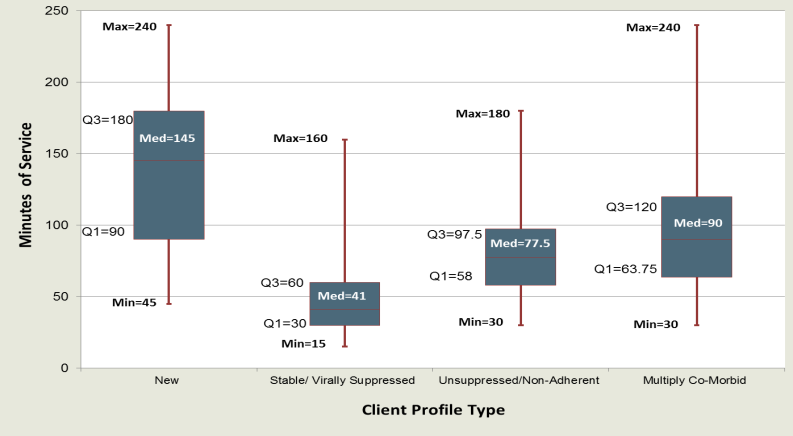 250
200
150
100
50
0
Minutes of Service
Max=240
Q3=180
Med=145
Q1=90
Min=45
Max=160
Q3=60
Med=41
Q1=30
Min=15
Max=180
Q3=97.5
Med=77.5
Q1=58
Min=30
Max=240
Q3=120
Med=90
Q1=63.75
Min=30
New
Stable/ Virally Suppressed
Unsuppressed/Non-Adherent
Multiply Co-Morbid
Client Profile Type